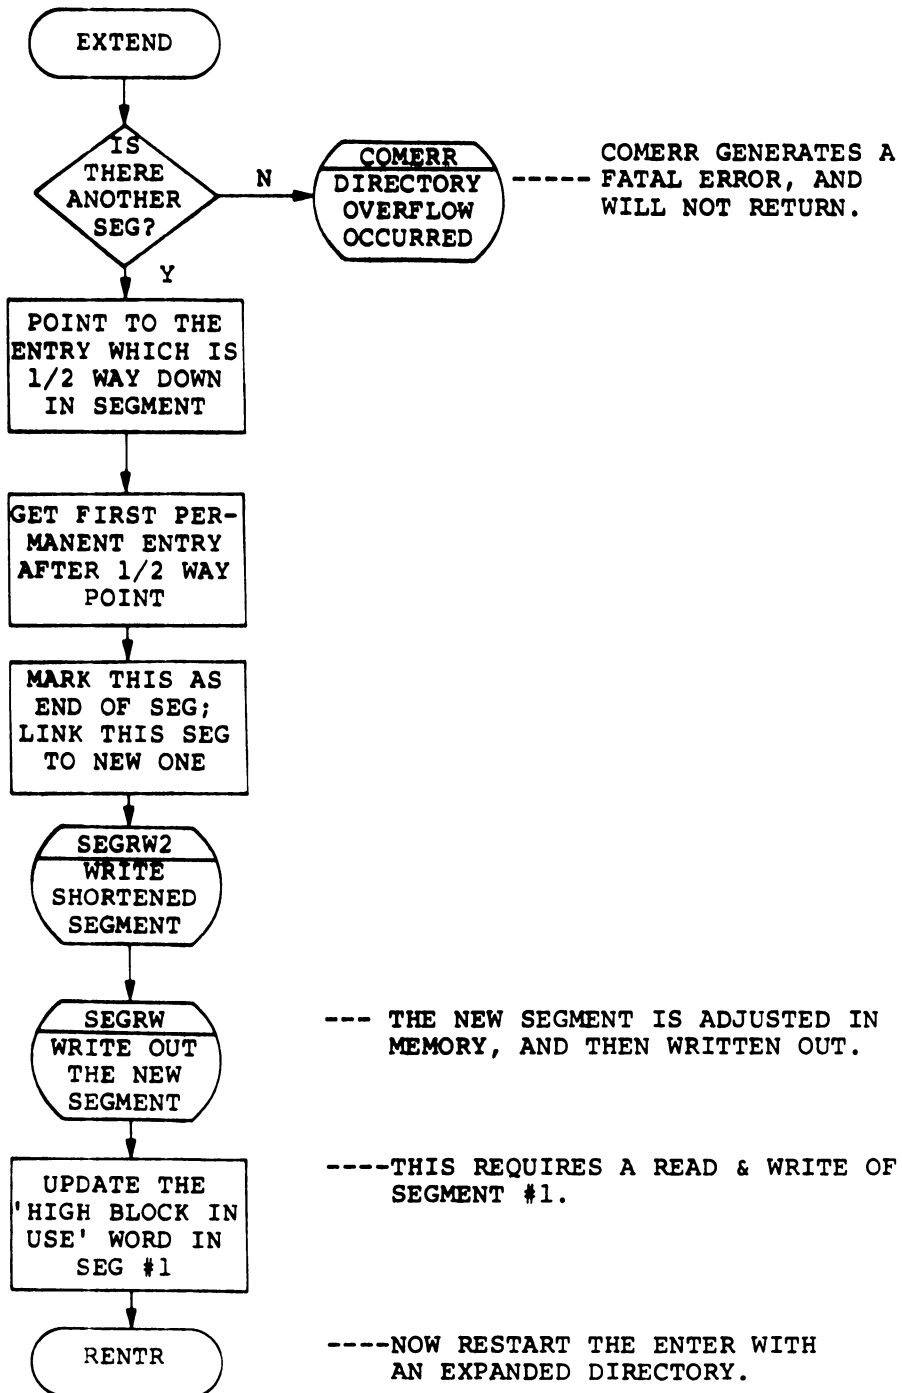 EXTEND
IS
THERE
ANOTHER
SEG?
N
COMERR
DIRECTORY
OVERFLOW
OCCURRED
----- COMERR GENERATES A
FATAL ERROR, AND
WILL NOT RETURN.
Y
POINT TO THE
ENTRY WHICH IS
1/2 WAY DOWN
IN SEGMENT
GET FIRST PER-
MANENT ENTRY
AFTER 1/2 WAY
POINT
MARK THIS AS
END OF SEG;
LINK THIS SEG
TO NEW ONE
SEGRW2
WRITE
SHORTENED
SEGMENT
SEGRW
WRITE OUT
THE NEW
SEGMENT
--- THE NEW SEGMENT IS ADJUSTED IN
MEMORY, AND THEN WRITTEN OUT.
UPDATE THE
'HIGH BLOCK IN
USE' WORD IN
SEG #1
----THIS REQUIRES A READ & WRITE OF
SEGMENT #1.
RENTR
----NOW RESTART THE ENTER WITH
AN EXPANDED DIRECTORY.